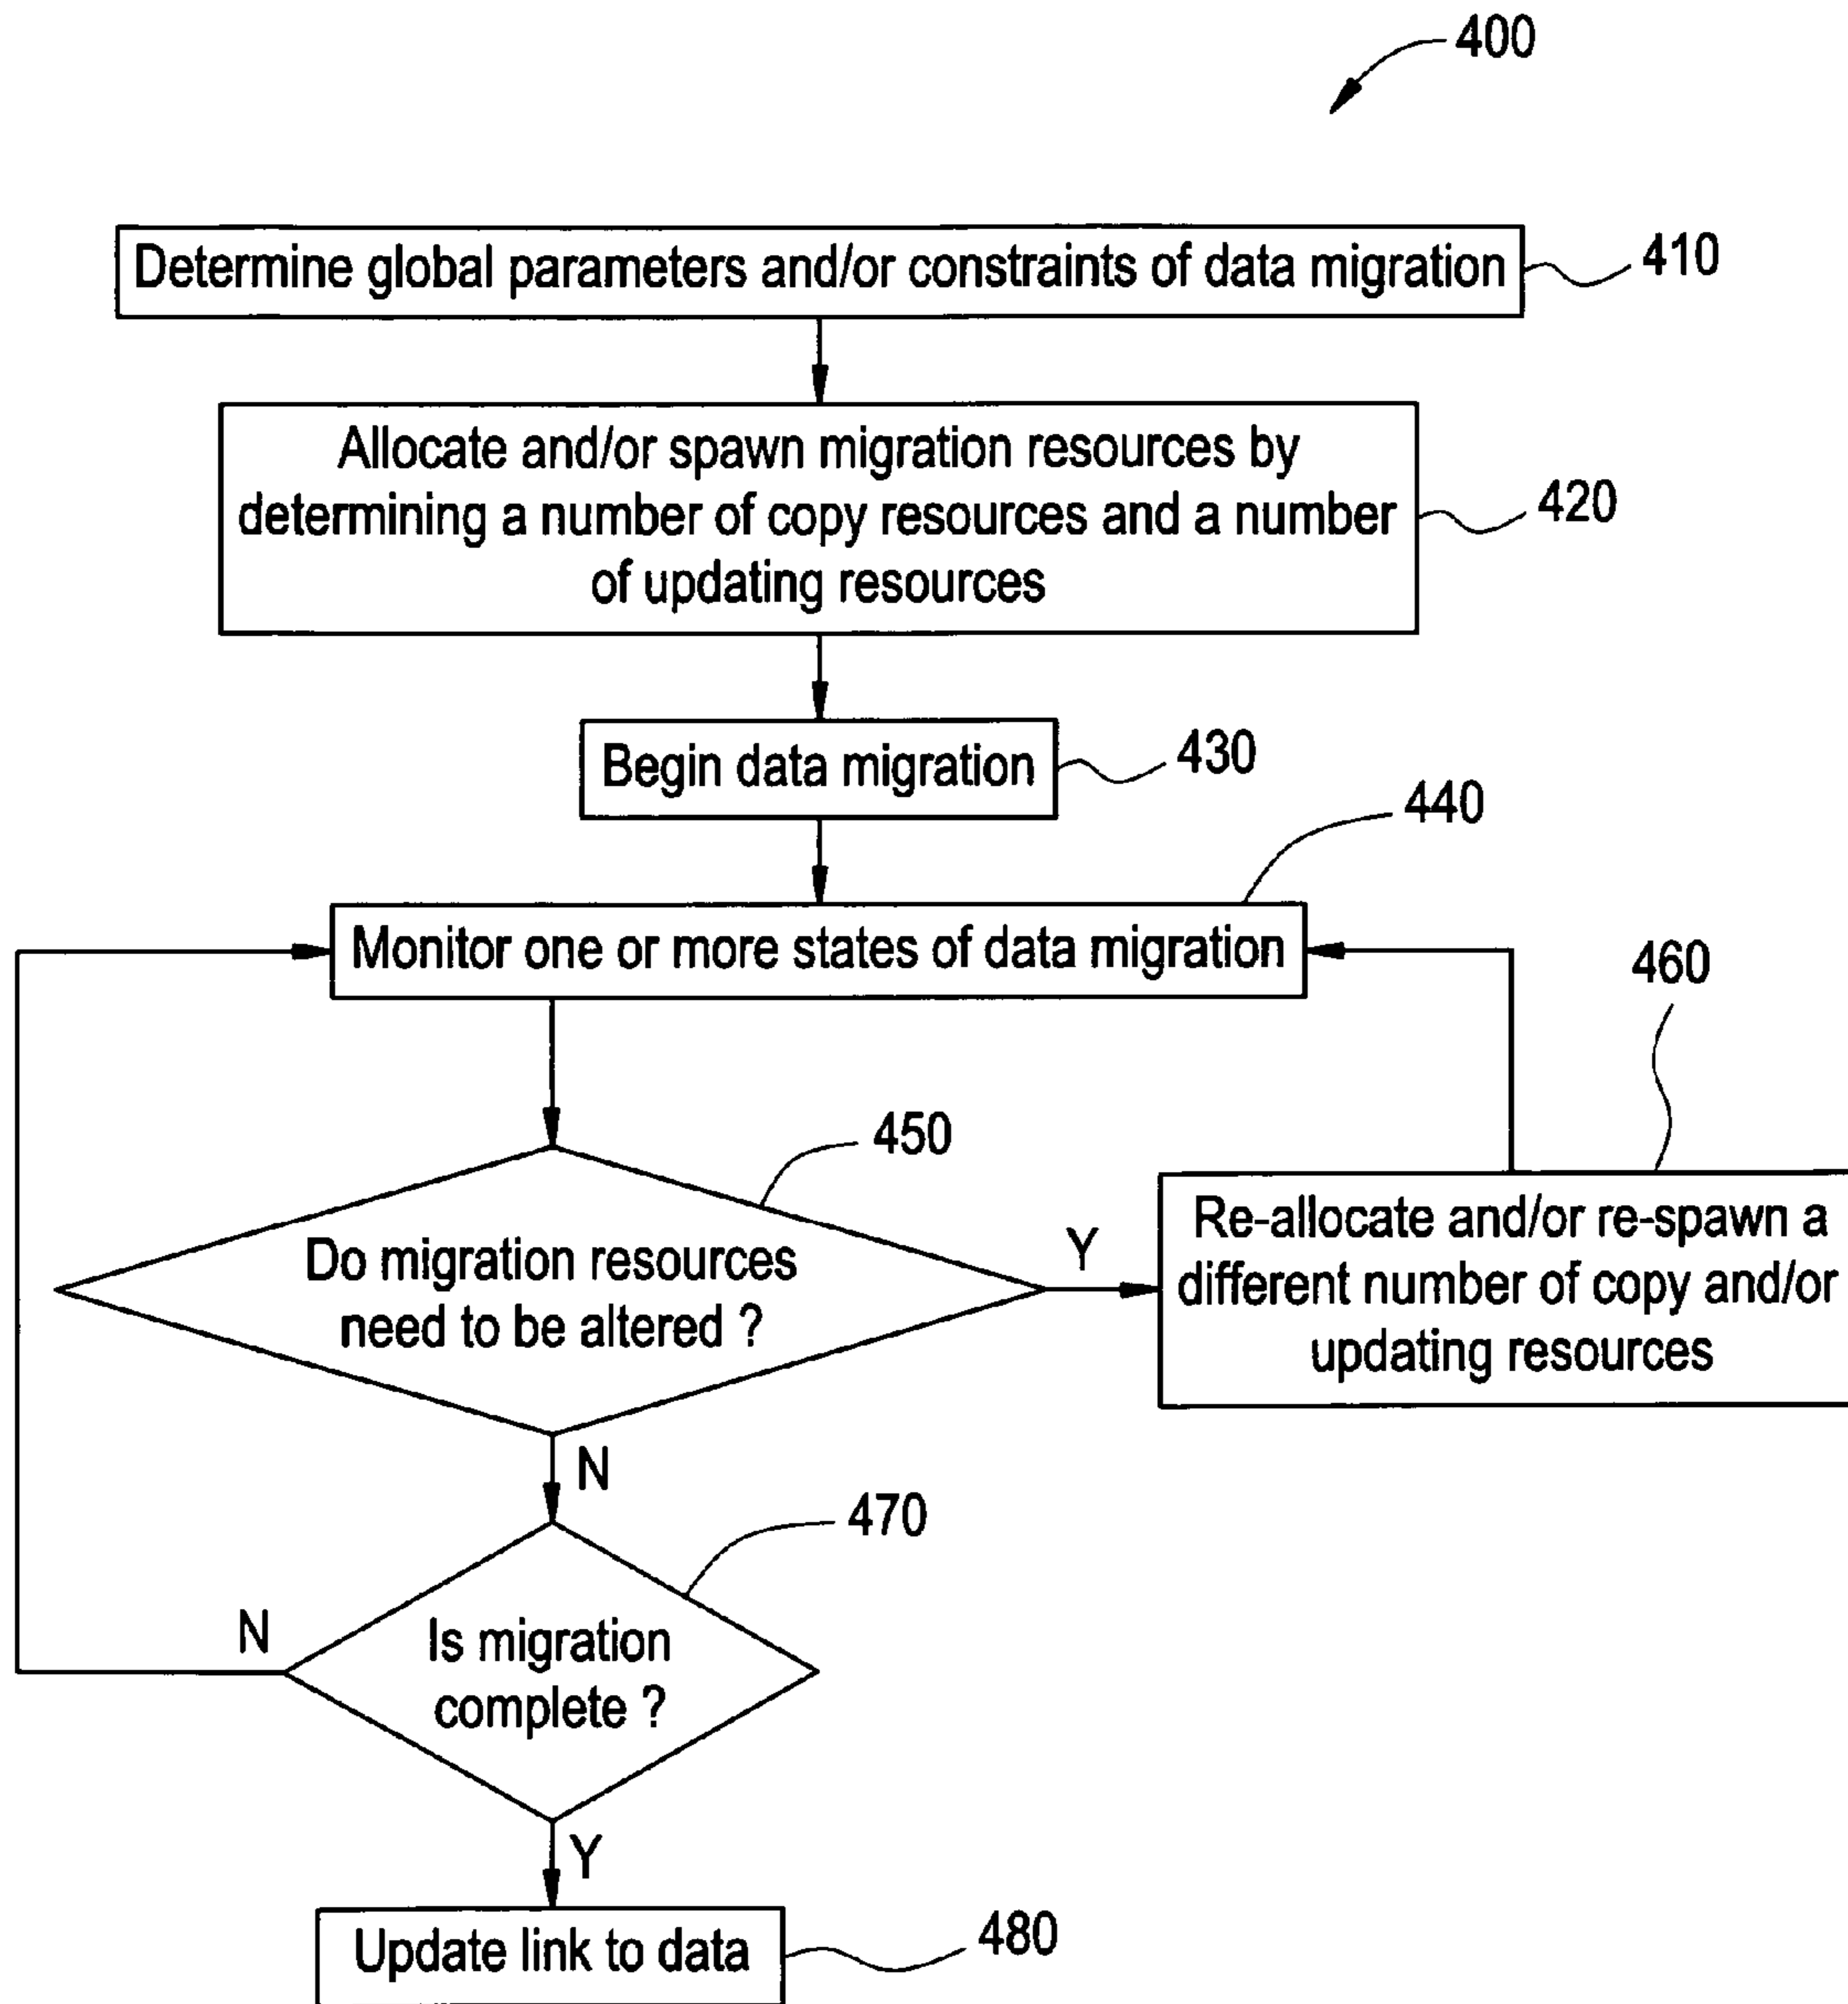 400
Determine global parameters and/or constraints of data migration
410
Allocate and/or spawn migration resources by
determining a number of copy resources and a number
of updating resources
420
Begin data migration
430
440
Monitor one or more states of data migration
450
Do migration resources
need to be altered ?
Y
460
Re-allocate and/or re-spawn a
different number of copy and/or
updating resources
N
470
Is migration
complete ?
N
Y
Update link to data
480